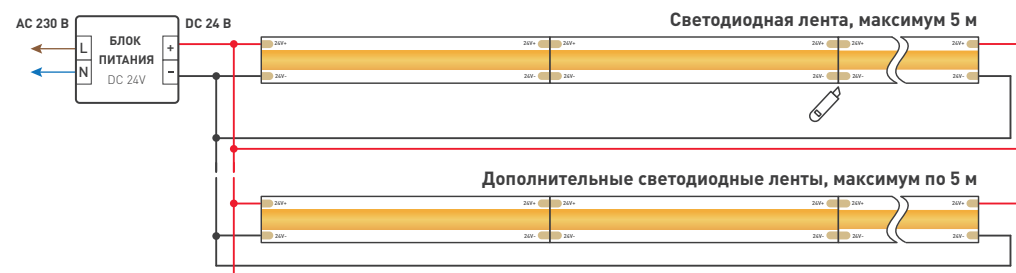 AC 230 В
DC 24 В
БЛОК ПИТАНИЯ
DC 24V
L
N
+
−
Светодиодная лента, максимум 5 м
24V+ 24V+ 24V+ 24V+ 24V+ 24V+
24V- 24V- 24V- 24V- 24V- 24V-
Дополнительные светодиодные ленты, максимум по 5 м
24V+ 24V+ 24V+ 24V+ 24V+ 24V+
24V- 24V- 24V- 24V- 24V- 24V-